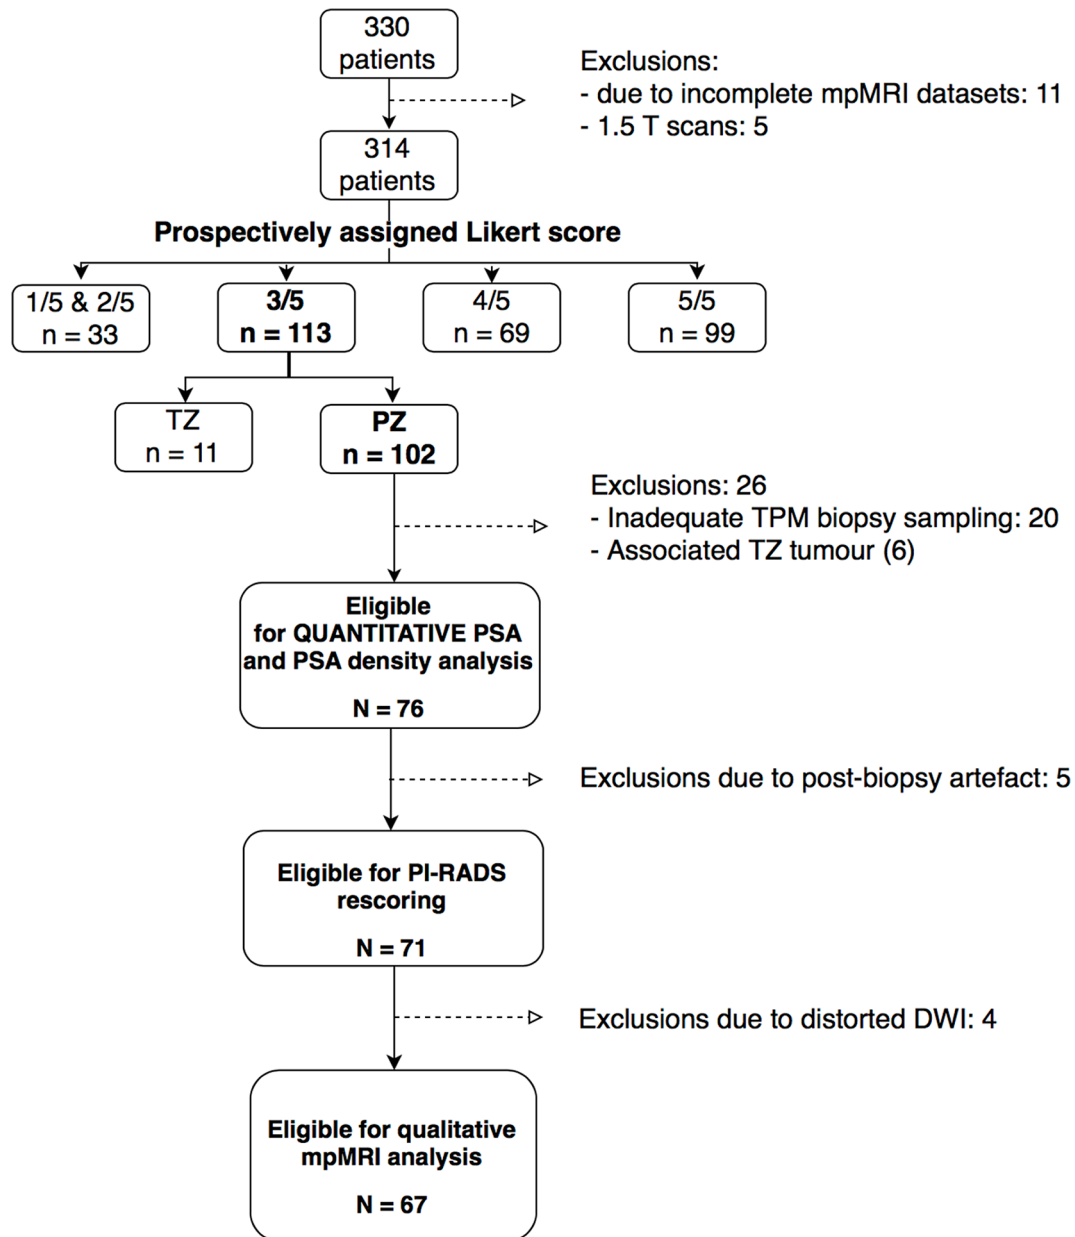 330
patients
Exclusions:
- due to incomplete mpMRI datasets: 11
- 1.5 T scans: 5
314
patients
Prospectively assigned Likert score
1/5 & 2/5
n = 33
3/5
n = 113
4/5
n = 69
5/5
n = 99
TZ
n = 11
PZ
n = 102
Exclusions: 26
- Inadequate TPM biopsy sampling: 20
- Associated TZ tumour (6)
Eligible
for QUANTITATIVE PSA
and PSA density analysis
N = 76
Exclusions due to post-biopsy artefact: 5
Eligible for PI-RADS
rescoring
N = 71
Exclusions due to distorted DWI: 4
Eligible for qualitative
mpMRI analysis
N = 67